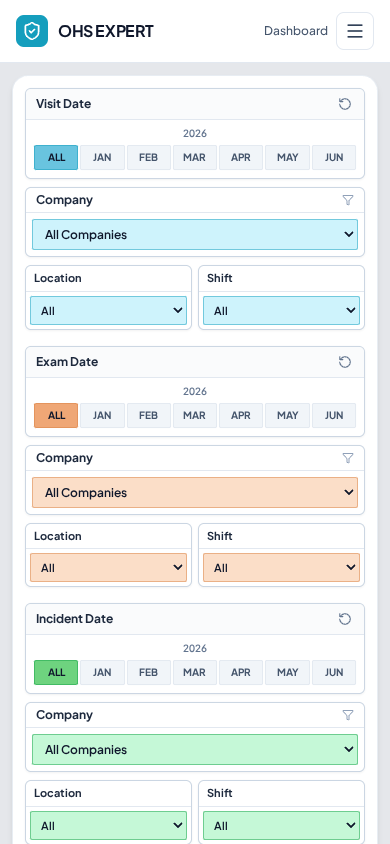 OHS EXPERT Dashboard
Visit Date
2026
ALL JAN FEB MAR APR MAY JUN
Company
All Companies
Location Shift
All All
Exam Date
2026
ALL JAN FEB MAR APR MAY JUN
Company
All Companies
Location Shift
All All
Incident Date
2026
ALL JAN FEB MAR APR MAY JUN
Company
All Companies
Location Shift
All All